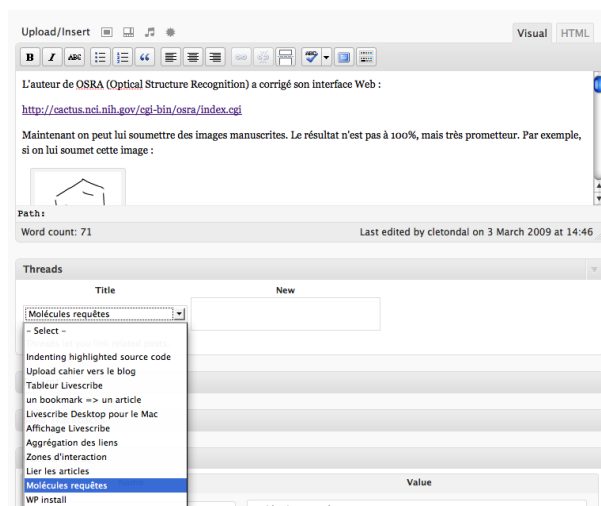 Upload/Insert
Visual HTML
B I ABC ABC
L'auteur de OSRA (Optical Structure Recognition) a corrigé son interface Web :
http://cactus.nci.nih.gov/cgi-bin/osra/index.cgi
Maintenant on peut lui soumettre des images manuscrites. Le résultat n'est pas à 100%, mais très prometteur. Par exemple,
si on lui soumet cette image :
Path:
Word count: 71 Last edited by cletondal on 3 March 2009 at 14:46
Threads
Title New
Molécules requêtes
– Select –
Indenting highlighted source code
Upload cahier vers le blog
Tableur Livescribe
un bookmark => un article
Livescribe Desktop pour le Mac
Affichage Livescribe
Aggrégation des liens
Zones d'interaction
Lier les articles
Molécules requêtes
Value
WP install